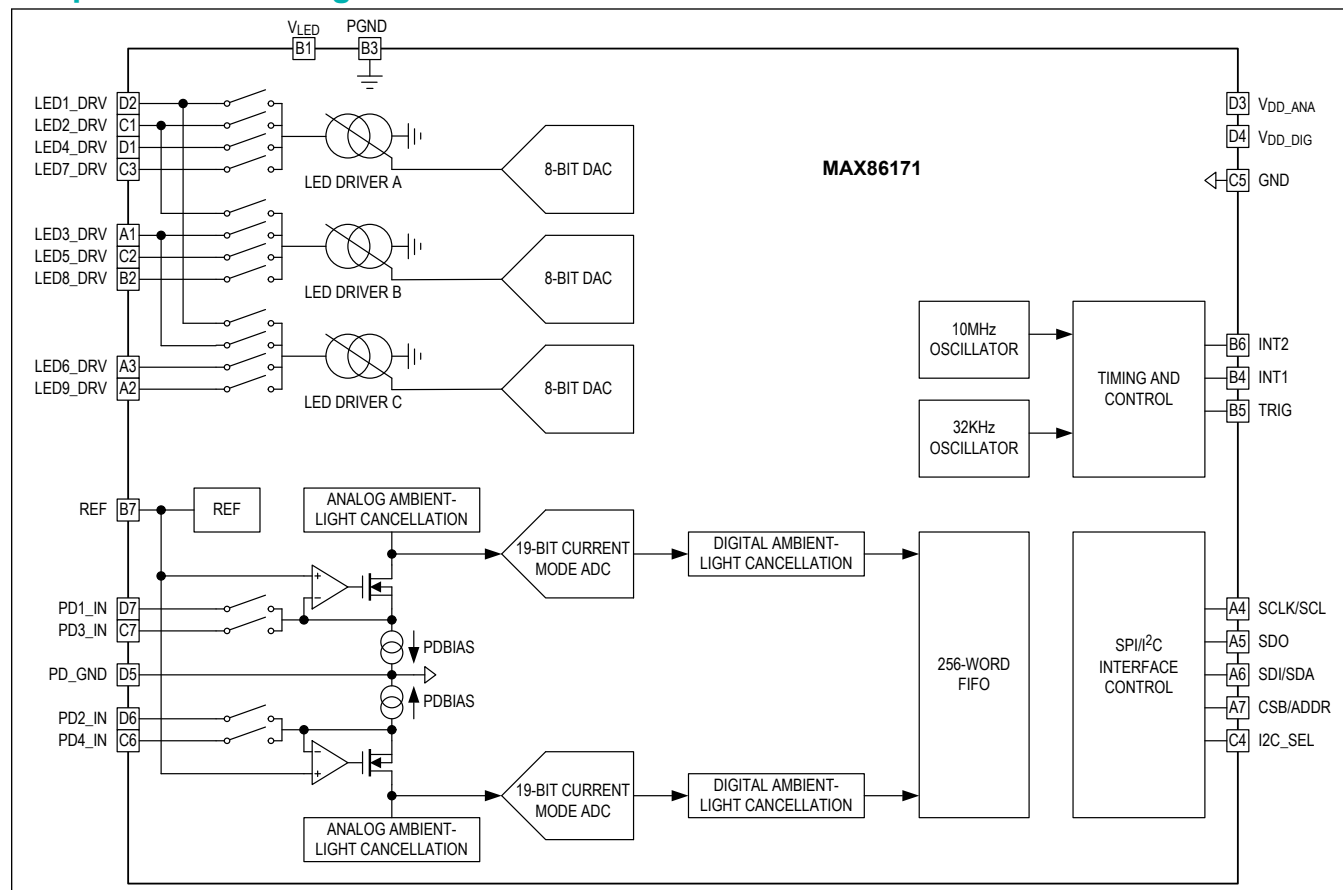 VLED
B1
PGND
B3
LED1_DRV D2
LED2_DRV C1
LED4_DRV D1
LED7_DRV C3
LED DRIVER A
8-BIT DAC
MAX86171
D3 VDD_ANA
D4 VDD_DIG
C5 GND
LED3_DRV A1
LED5_DRV C2
LED8_DRV B2
LED DRIVER B
8-BIT DAC
LED6_DRV A3
LED9_DRV A2
LED DRIVER C
8-BIT DAC
10MHz
OSCILLATOR
32KHz
OSCILLATOR
TIMING AND
CONTROL
B6 INT2
B4 INT1
B5 TRIG
REF B7
REF
ANALOG AMBIENT-
LIGHT CANCELLATION
19-BIT CURRENT
MODE ADC
DIGITAL AMBIENT-
LIGHT CANCELLATION
+
−
PD1_IN D7
PD3_IN C7
PDBIAS
PD_GND D5
PDBIAS
PD2_IN D6
PD4_IN C6
−
+
ANALOG AMBIENT-
LIGHT CANCELLATION
19-BIT CURRENT
MODE ADC
DIGITAL AMBIENT-
LIGHT CANCELLATION
256-WORD
FIFO
SPI/I²C
INTERFACE
CONTROL
A4 SCLK/SCL
A5 SDO
A6 SDI/SDA
A7 CSB/ADDR
C4 I2C_SEL